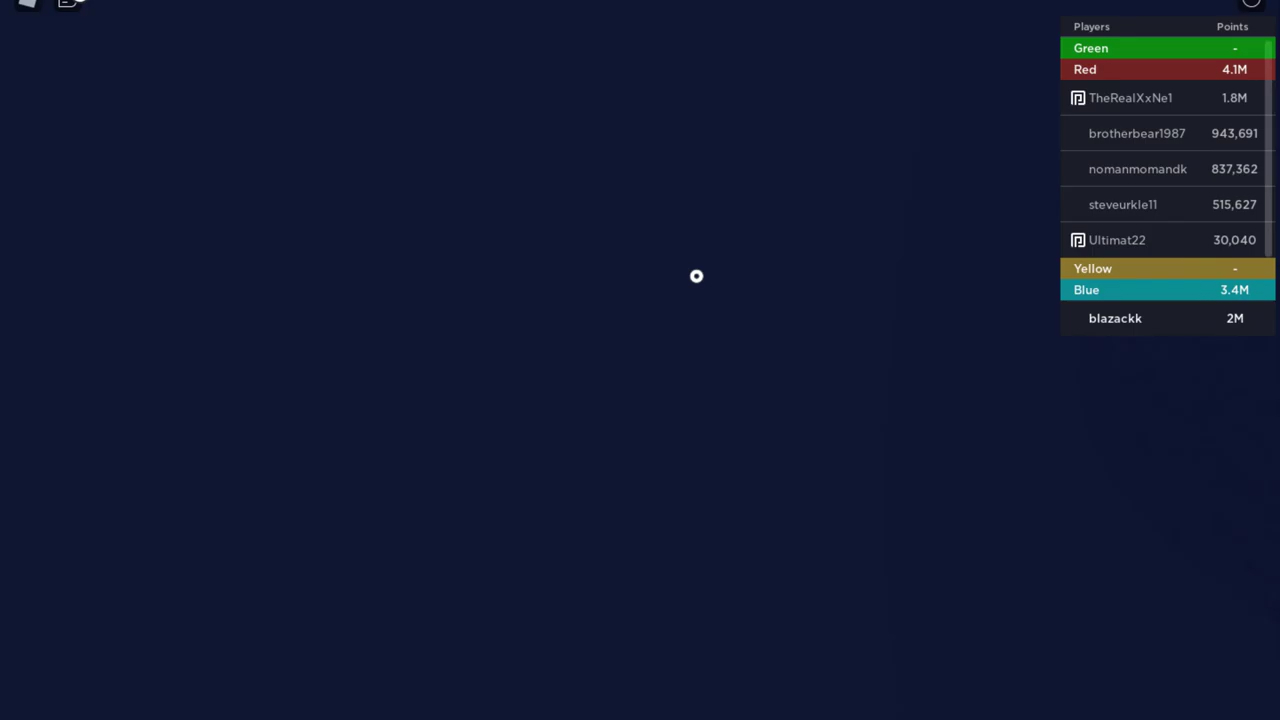 Players Points
Green -
Red 4.1M
TheRealXxNe1 1.8M
brotherbear1987 943,691
nomanmomandk 837,362
steveurkle11 515,627
Ultimat22 30,040
Yellow -
Blue 3.4M
blazackk 2M